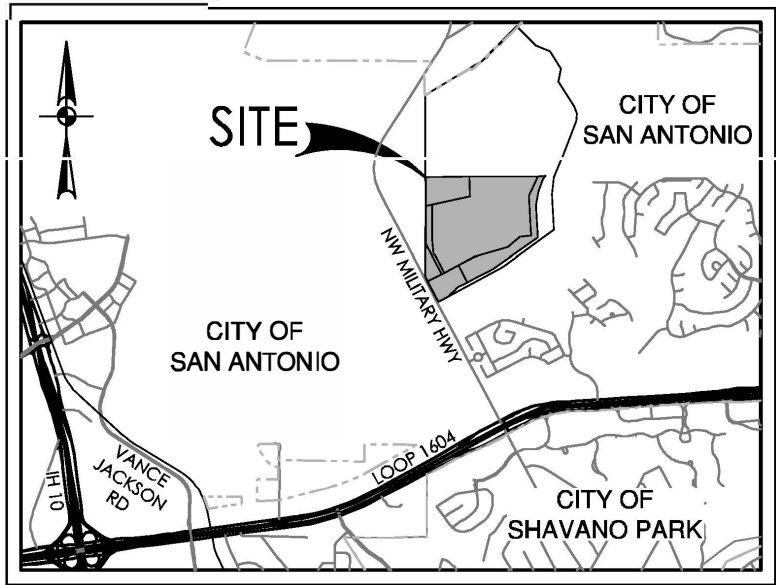 CITY OF
SAN ANTONIO
SITE
NW MILITARY HWY
CITY OF
SAN ANTONIO
LOOP 1604
VANCE
JACKSON
RD
IH 10
CITY OF
SHAVANO PARK